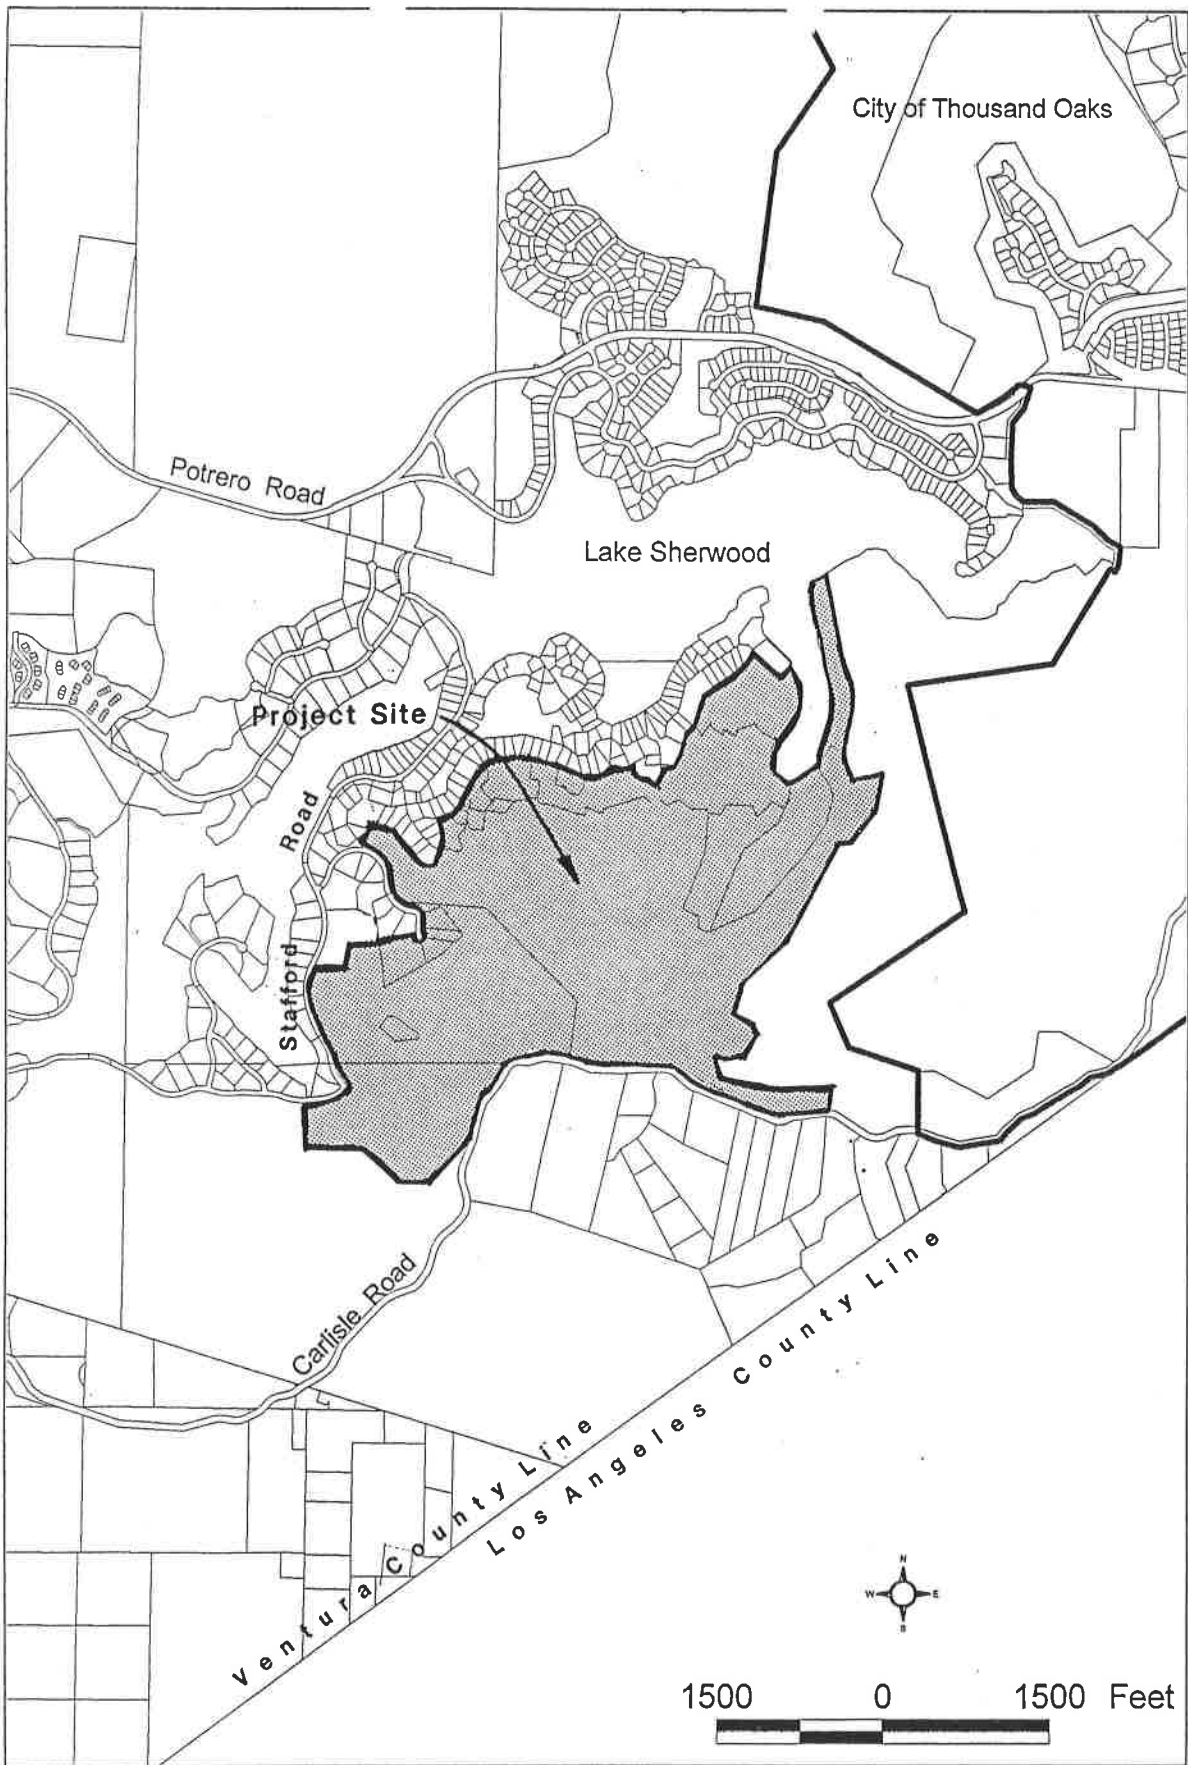 City of Thousand Oaks
Potrero Road
Lake Sherwood
Project Site
Stafford Road
Carlisle Road
Ventura County Line
Los Angeles County Line
N
W E
S
1500 0 1500 Feet